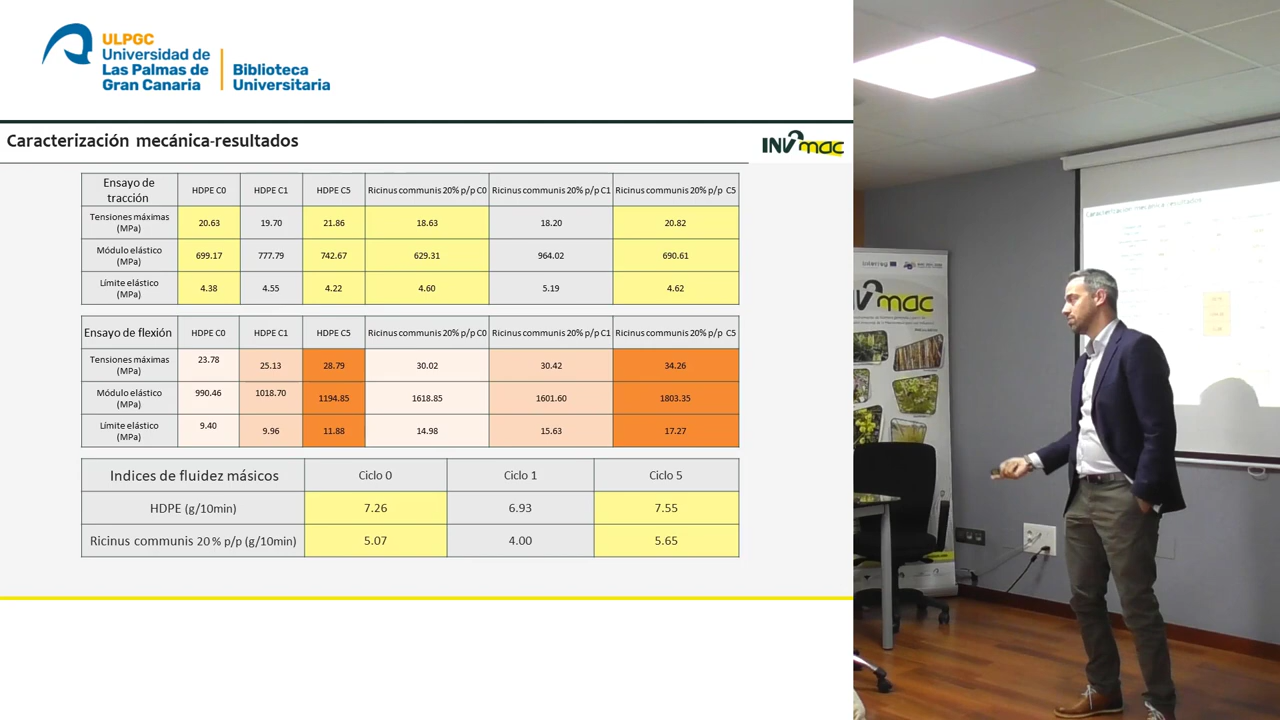 ULPGC
Universidad de
Las Palmas de
Gran Canaria
Biblioteca
Universitaria
Caracterización mecánica-resultados
INVOmac
Ensayo de tracción HDPE C0 HDPE C1 HDPE C5 Ricinus communis 20% p/p C0 Ricinus communis 20% p/p C1 Ricinus communis 20% p/p C5
Tensiones máximas (MPa) 20.63 19.70 21.86 18.63 18.20 20.82
Módulo elástico (MPa) 699.17 777.79 742.67 629.31 964.02 690.61
Límite elástico (MPa) 4.38 4.55 4.22 4.60 5.19 4.62
Ensayo de flexión HDPE C0 HDPE C1 HDPE C5 Ricinus communis 20% p/p C0 Ricinus communis 20% p/p C1 Ricinus communis 20% p/p C5
Tensiones máximas (MPa) 23.78 25.13 28.79 30.02 30.42 34.26
Módulo elástico (MPa) 990.46 1018.70 1194.85 1618.85 1601.60 1803.35
Límite elástico (MPa) 9.40 9.96 11.88 14.98 15.63 17.27
Indices de fluidez másicos Ciclo 0 Ciclo 1 Ciclo 5
HDPE (g/10min) 7.26 6.93 7.55
Ricinus communis 20 % p/p (g/10min) 5.07 4.00 5.65
Caracterización mecánica-resultados
Interreg
mac